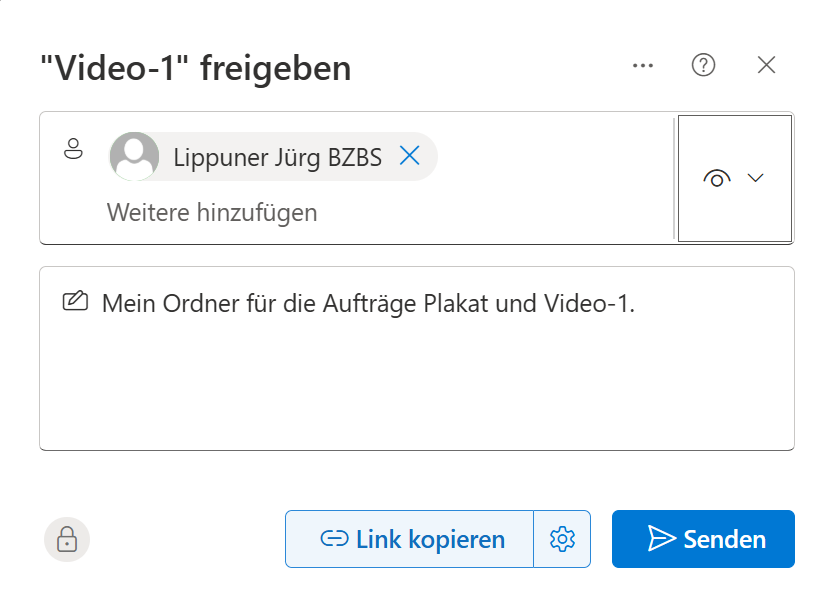 "Video-1" freigeben
Lippuner Jürg BZBS
Weitere hinzufügen
Mein Ordner für die Aufträge Plakat und Video-1.
Link kopieren
Senden